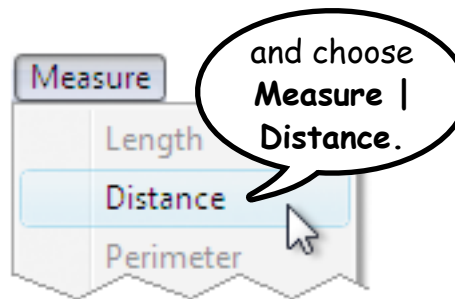 Measure
and choose
Measure |
Distance.
Length
Distance
Perimeter